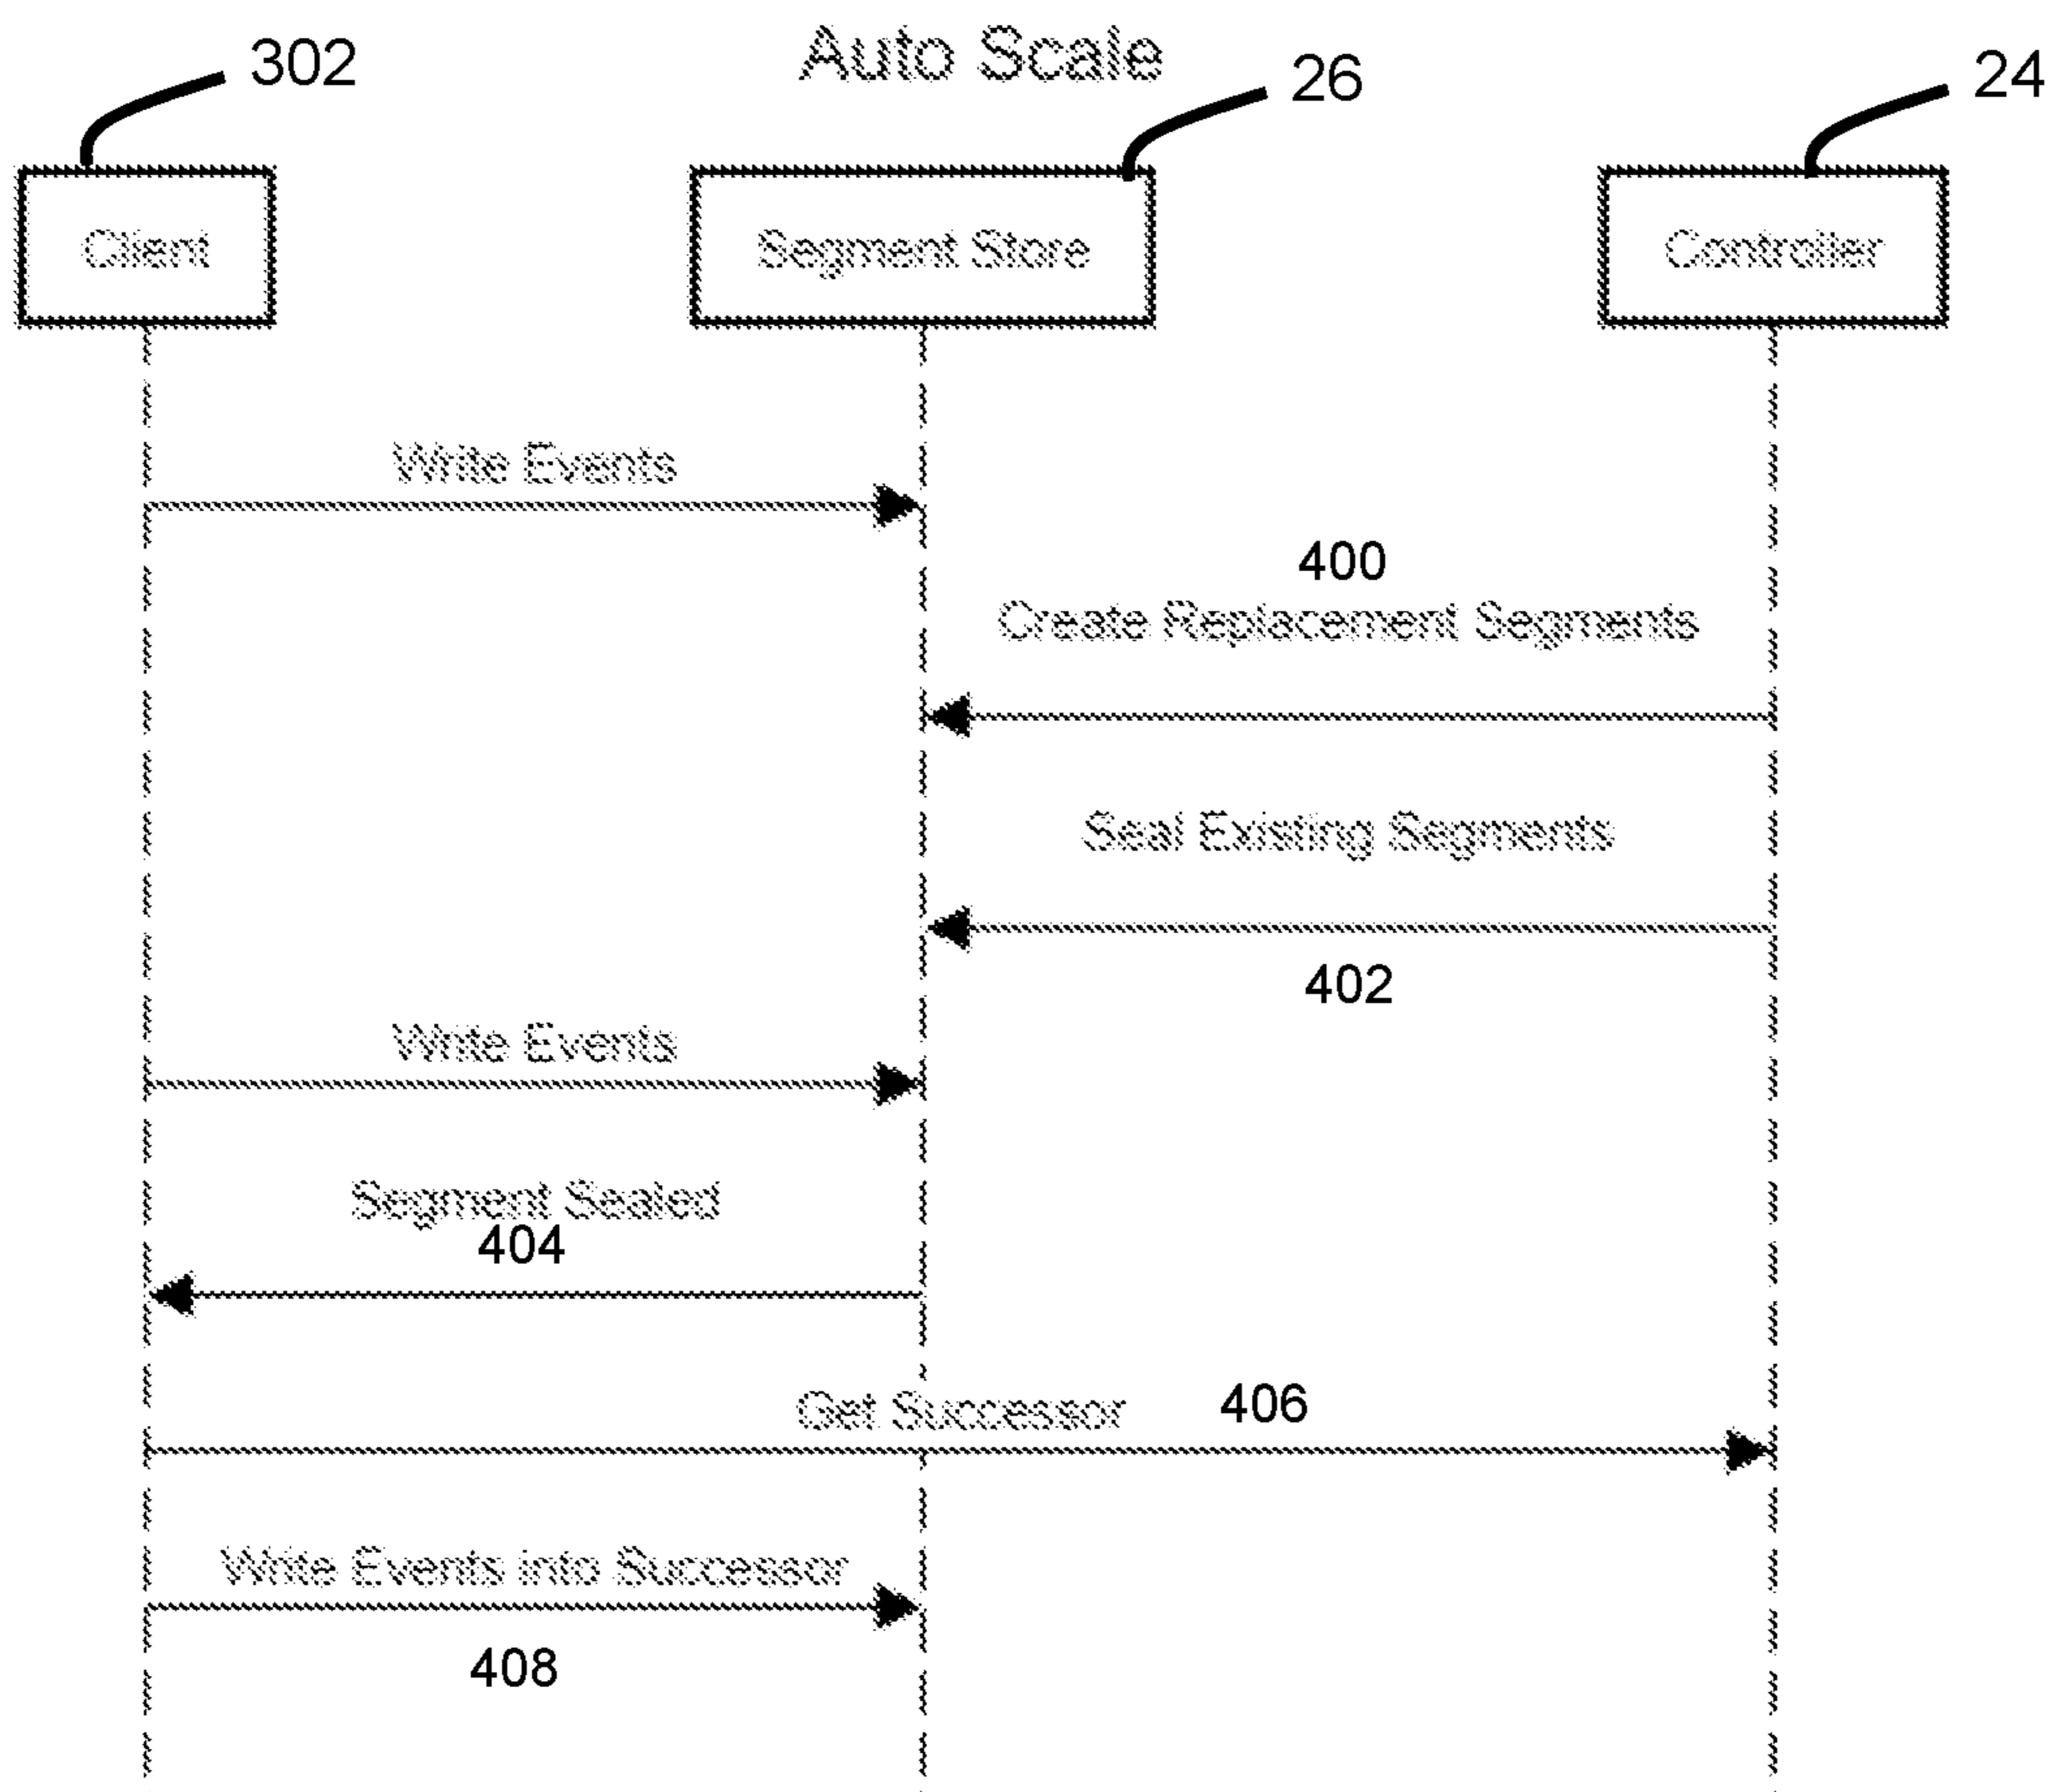 302
Auto Scale
26
24
Client
Segment Store
Controller
Write Events
400
Create Replacement Segments
Seal Existing Segments
402
Write Events
Segment Sealed
404
Get Successor
406
Write Events into Successor
408